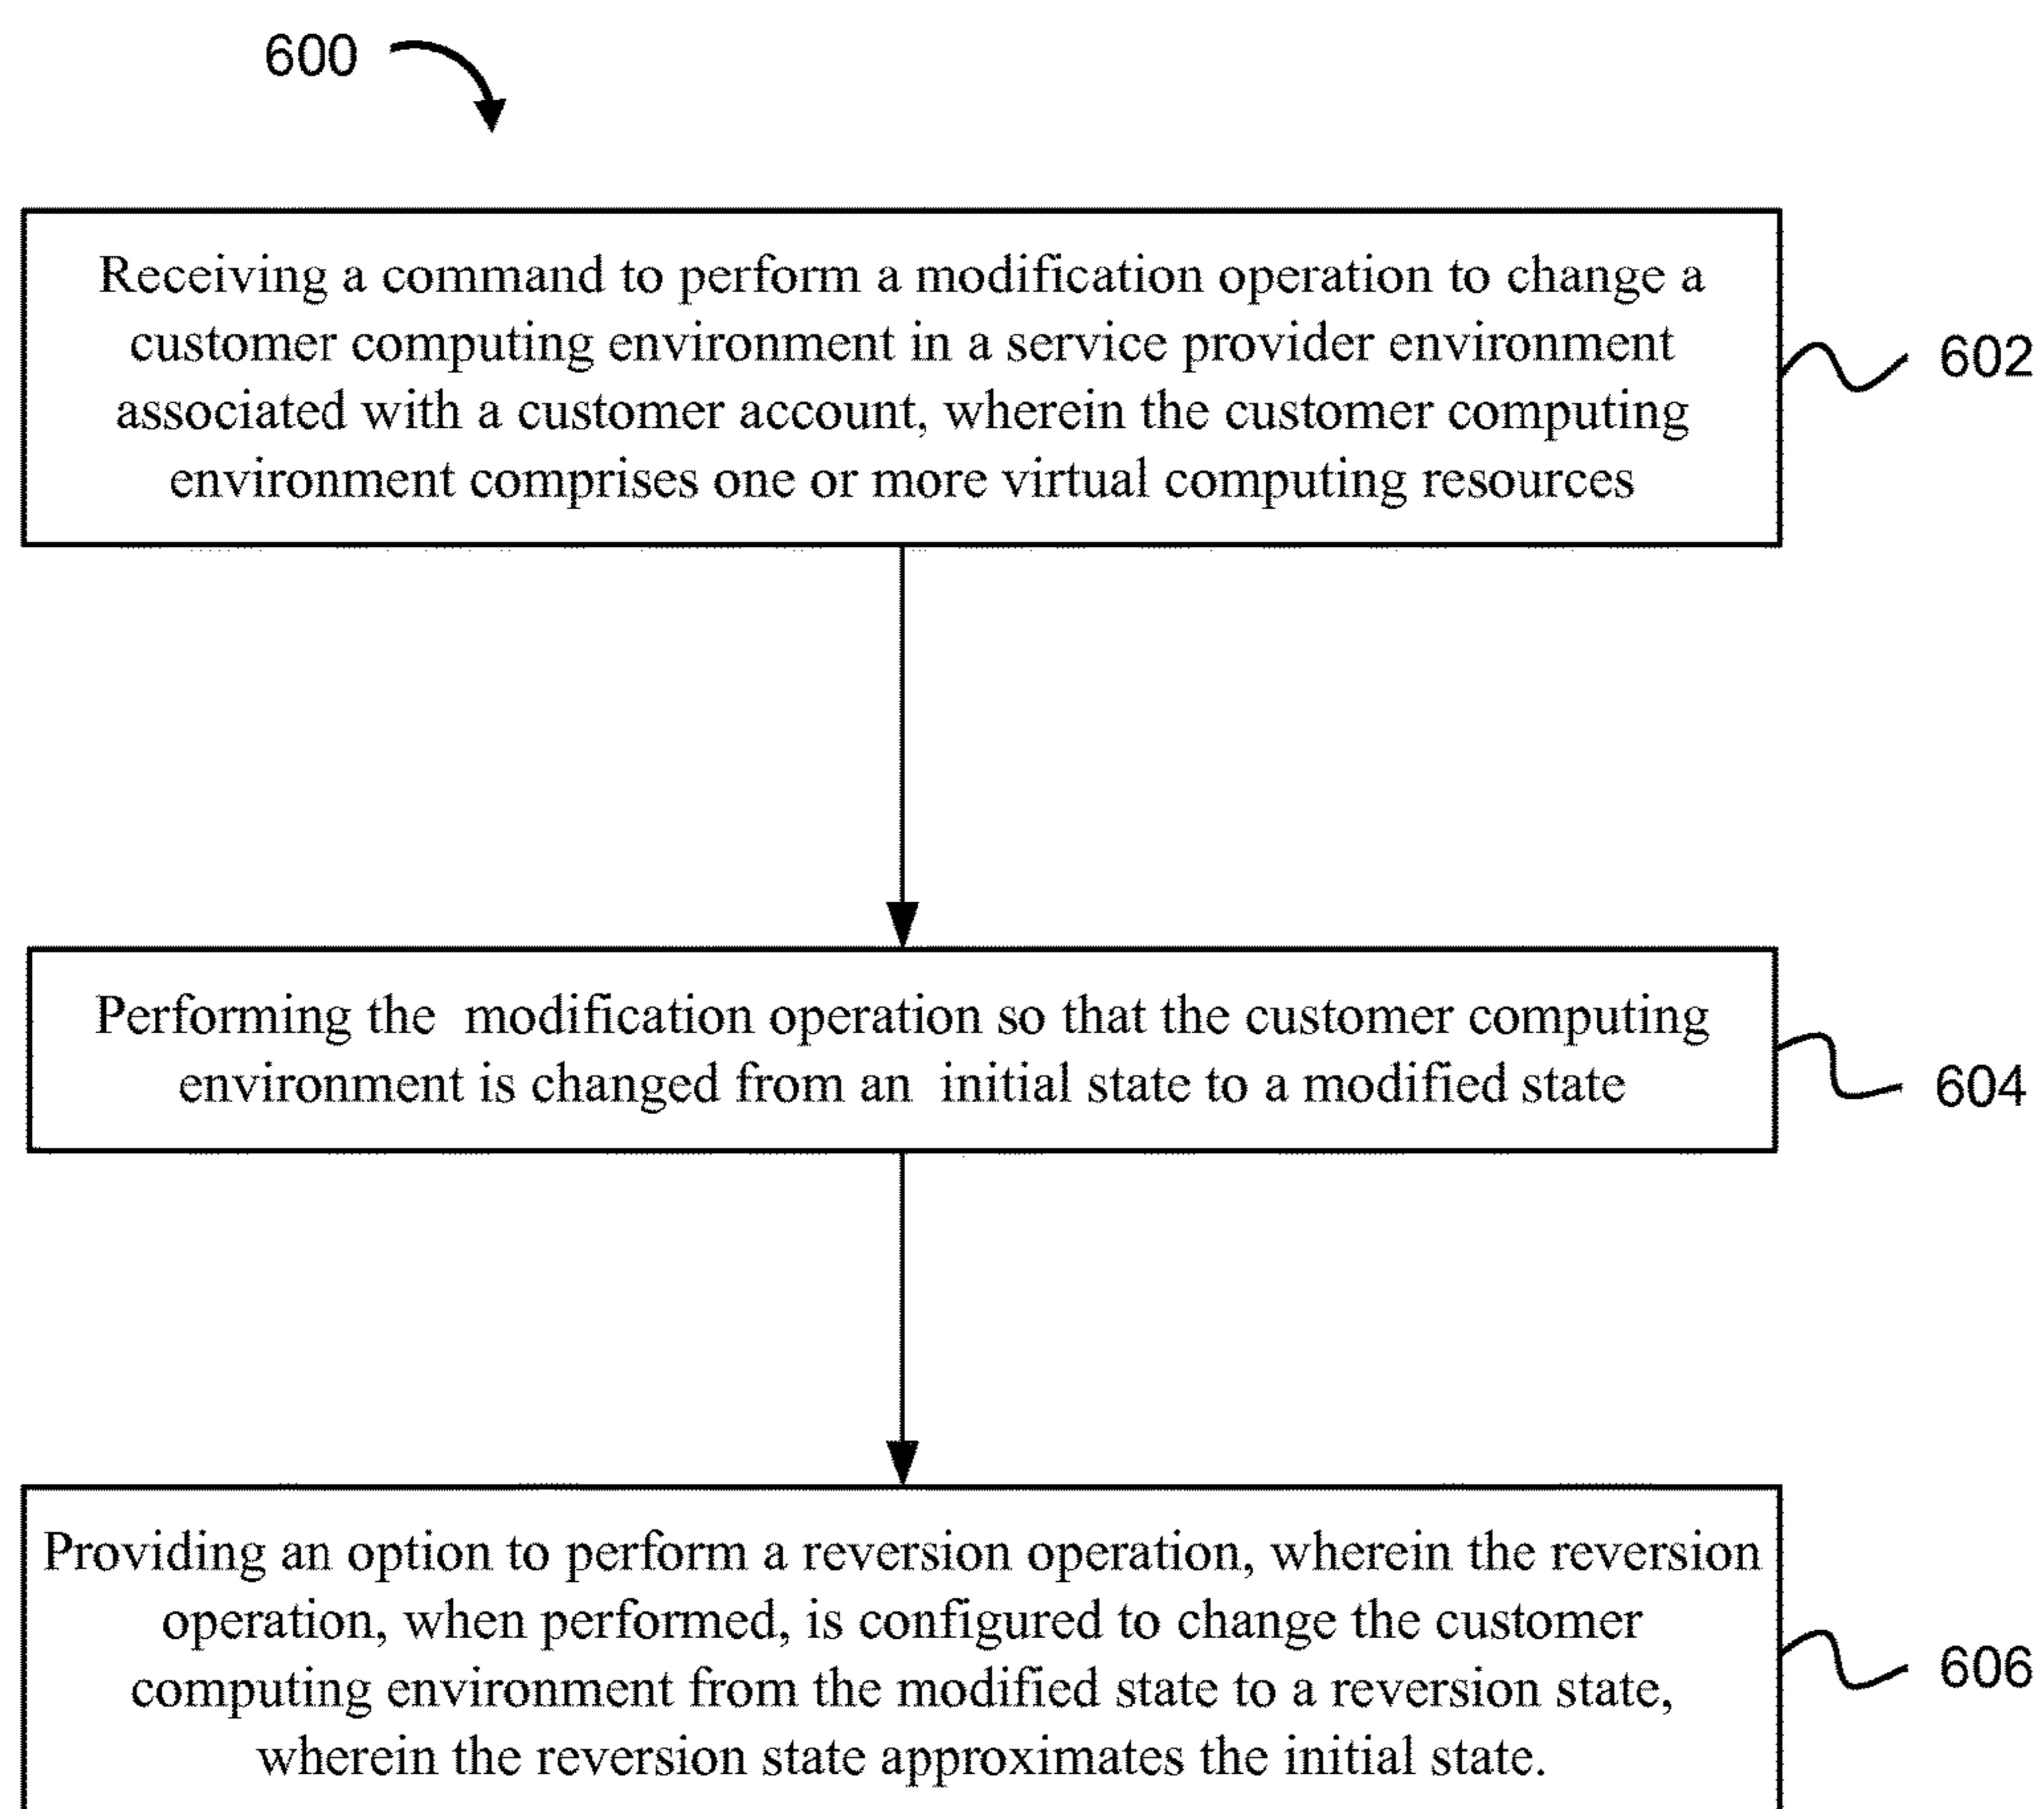 600
Receiving a command to perform a modification operation to change a
customer computing environment in a service provider environment
associated with a customer account, wherein the customer computing
environment comprises one or more virtual computing resources
602
Performing the modification operation so that the customer computing
environment is changed from an initial state to a modified state
604
Providing an option to perform a reversion operation, wherein the reversion
operation, when performed, is configured to change the customer
computing environment from the modified state to a reversion state,
wherein the reversion state approximates the initial state.
606